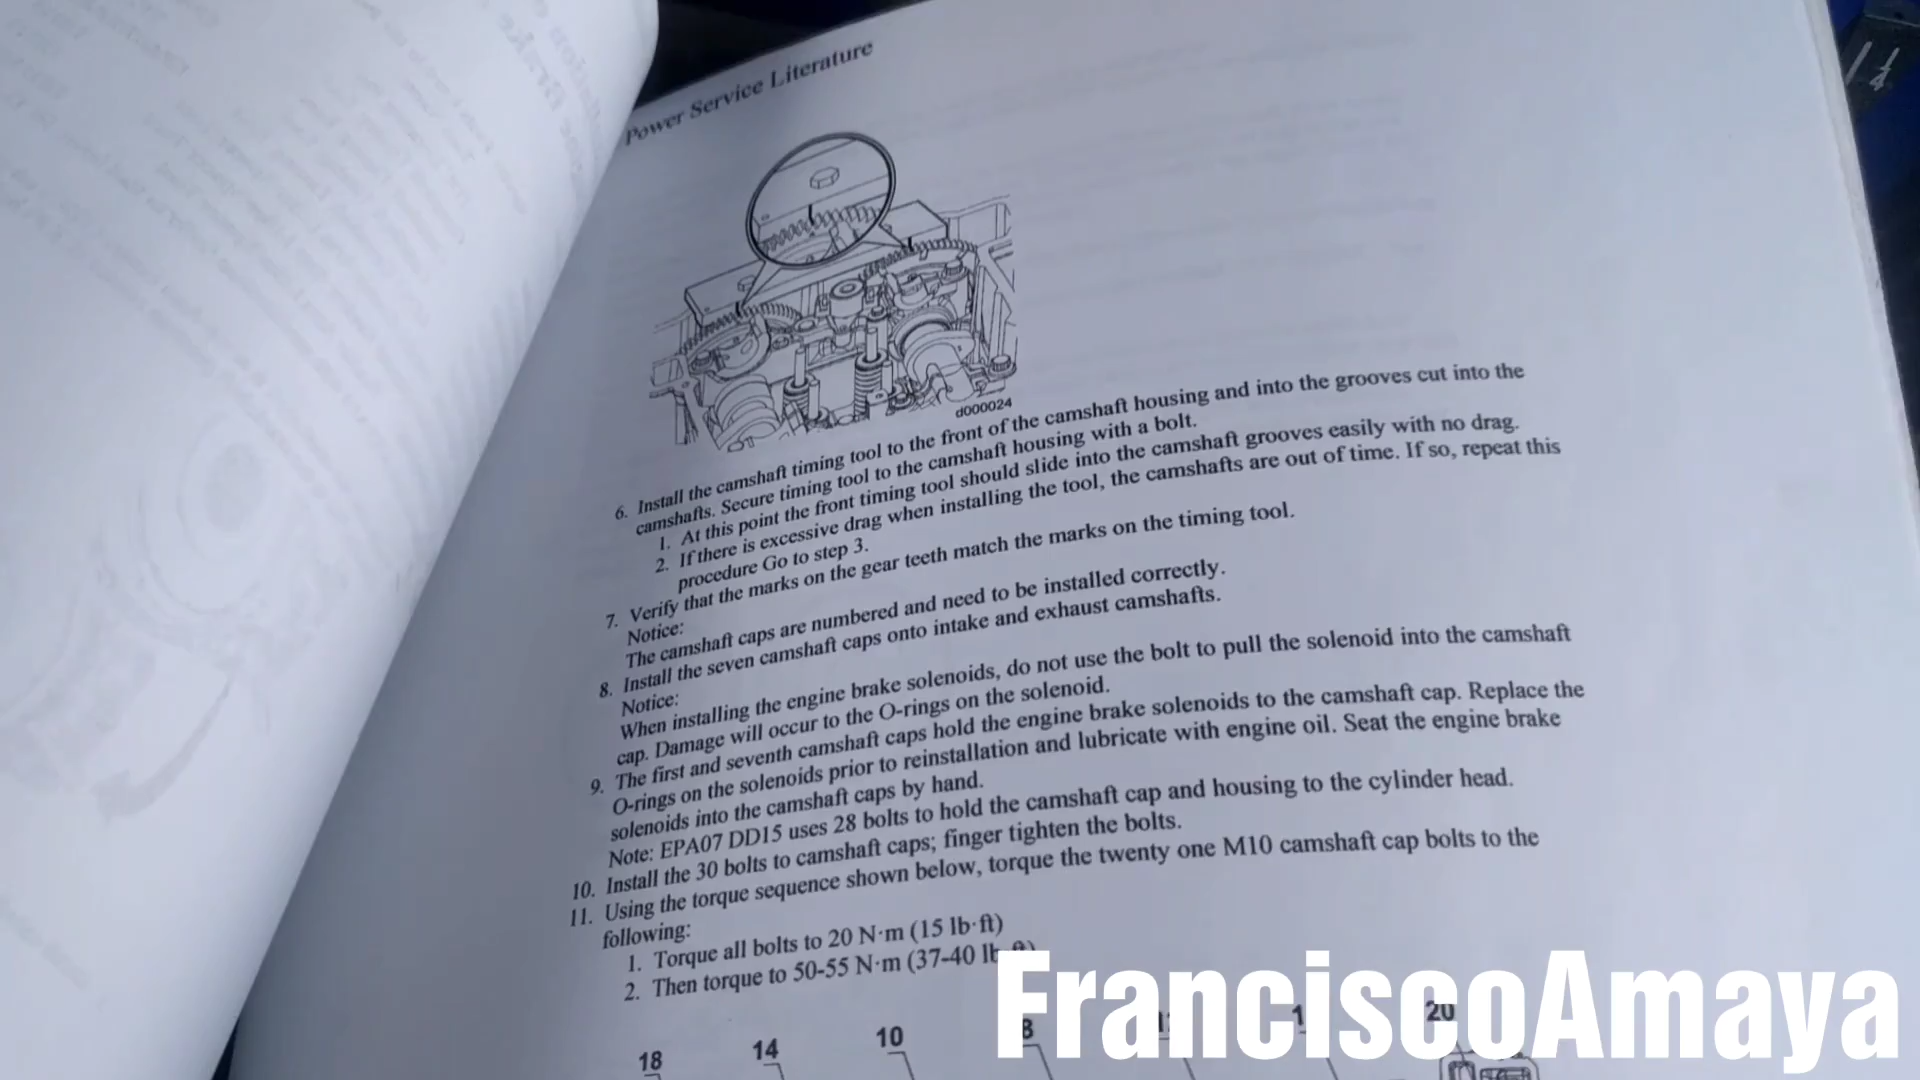 Power Service Literature
d000024
6. Install the camshaft timing tool to the front of the camshaft housing and into the grooves cut into the
camshafts. Secure timing tool to the camshaft housing with a bolt.
1. At this point the front timing tool should slide into the camshaft grooves easily with no drag.
2. If there is excessive drag when installing the tool, the camshafts are out of time. If so, repeat this
procedure Go to step 3.
7. Verify that the marks on the gear teeth match the marks on the timing tool.
Notice:
The camshaft caps are numbered and need to be installed correctly.
8. Install the seven camshaft caps onto intake and exhaust camshafts.
Notice:
When installing the engine brake solenoids, do not use the bolt to pull the solenoid into the camshaft
cap. Damage will occur to the O-rings on the solenoid.
9. The first and seventh camshaft caps hold the engine brake solenoids to the camshaft cap. Replace the
O-rings on the solenoids prior to reinstallation and lubricate with engine oil. Seat the engine brake
solenoids into the camshaft caps by hand.
Note: EPA07 DD15 uses 28 bolts to hold the camshaft cap and housing to the cylinder head.
10. Install the 30 bolts to camshaft caps; finger tighten the bolts.
11. Using the torque sequence shown below, torque the twenty one M10 camshaft cap bolts to the
following:
1. Torque all bolts to 20 N·m (15 lb·ft)
2. Then torque to 50-55 N·m (37-40
18 14 10 20
FranciscoAmaya